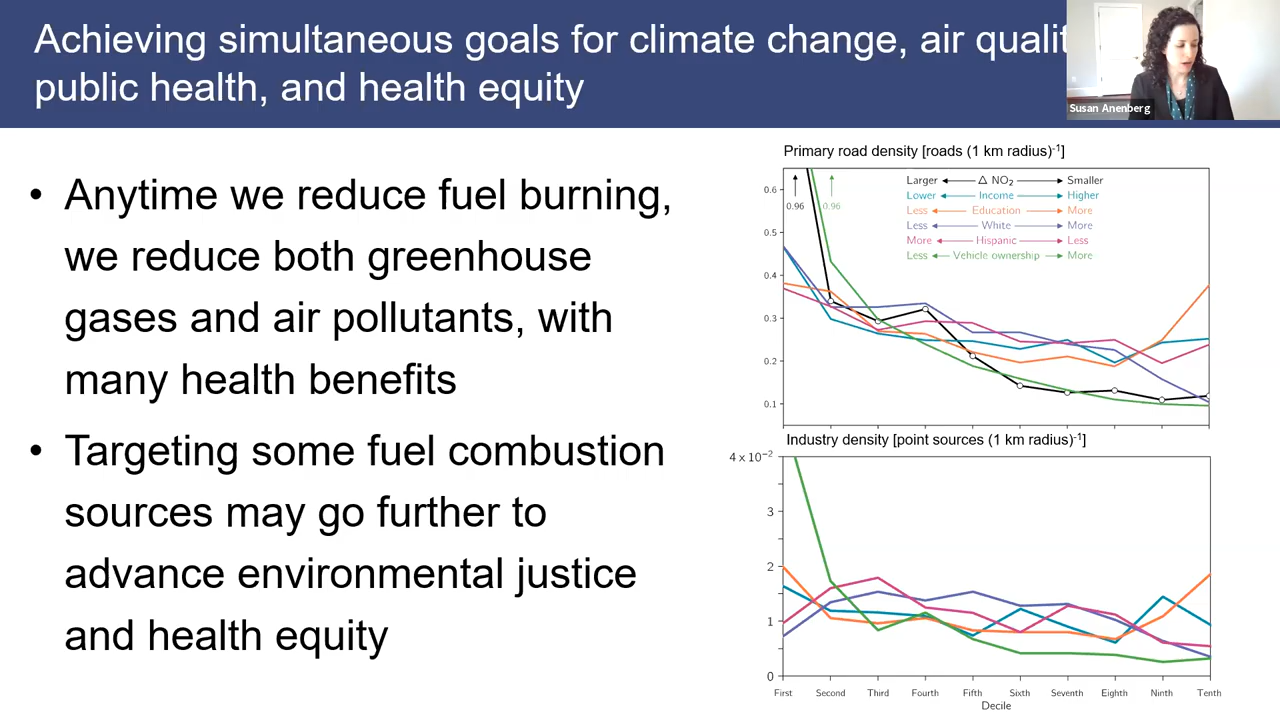 Achieving simultaneous goals for climate change, air qualit
public health, and health equity
Susan Anenberg
• Anytime we reduce fuel burning,
we reduce both greenhouse
gases and air pollutants, with
many health benefits
• Targeting some fuel combustion
sources may go further to
advance environmental justice
and health equity
Primary road density [roads (1 km radius)⁻¹]
0.6
0.5
0.4
0.3
0.2
0.1
0.96
0.96
Larger Δ NO₂ Smaller
Lower Income Higher
Less Education More
Less White More
More Hispanic Less
Less Vehicle ownership More
Industry density [point sources (1 km radius)⁻¹]
4 x 10⁻²
3
2
1
0
First Second Third Fourth Fifth Sixth Seventh Eighth Ninth Tenth
Decile